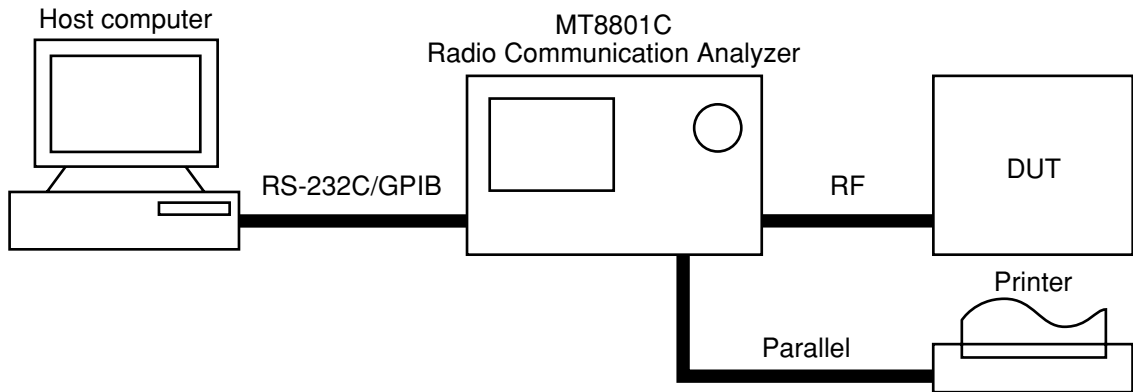 Host computer
MT8801C
Radio Communication Analyzer
RS-232C/GPIB
RF
DUT
Printer
Parallel